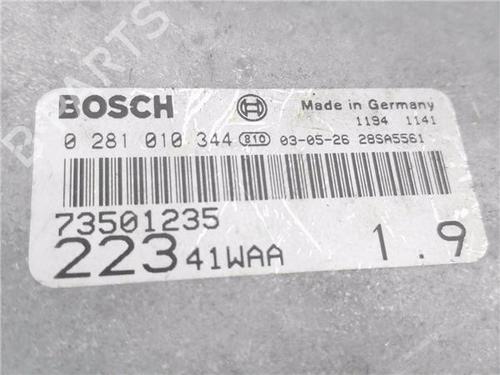 BOSCH Made in Germany
1194 1141
0 281 010 344 810 03-05-26 28SA5561
73501235
22341WAA 1.9
PARTS